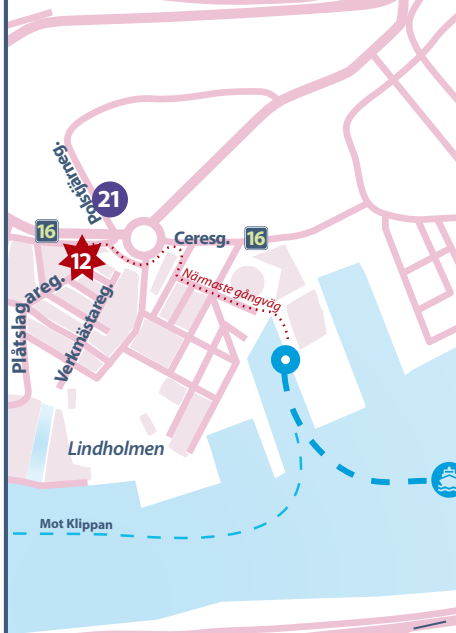 Polstjärneg.
21
16
Ceresg.
16
12
Plåtslagareg.
Verkmästareg.
Närmaste gångväg
Lindholmen
Mot Klippan